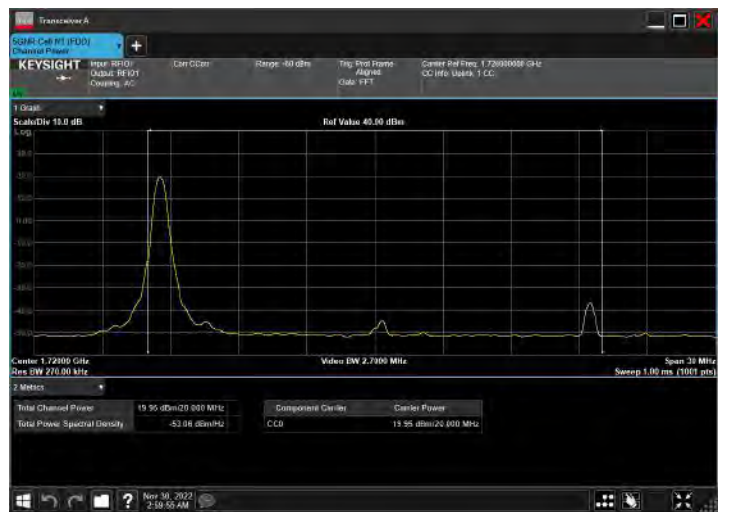 Transceiver A
5GNR Cell N1 (FDD)
Channel Power
KEYSIGHT
Input: RFIO1
Output: RFIO1
Coupling: AC
Corr CCorr
Range: -60 dBm
Trig: Prot Frame
Aligned
Gate: FFT
Carrier Ref Freq: 1.720000000 GHz
CC Info: Uplink, 1 CC
1 Graph
Scale/Div 10.0 dB
Ref Value 40.00 dBm
Log
Center 1.72000 GHz
Video BW 2.7000 MHz
Span 30 MHz
Res BW 270.00 kHz
Sweep 1.00 ms (1001 pts)
2 Metrics
Total Channel Power
19.95 dBm/20.000 MHz
Total Power Spectral Density
-53.06 dBm/Hz
Component Carrier
Carrier Power
CC0
19.95 dBm/20.000 MHz
?
Nov 30, 2022
2:59:55 AM